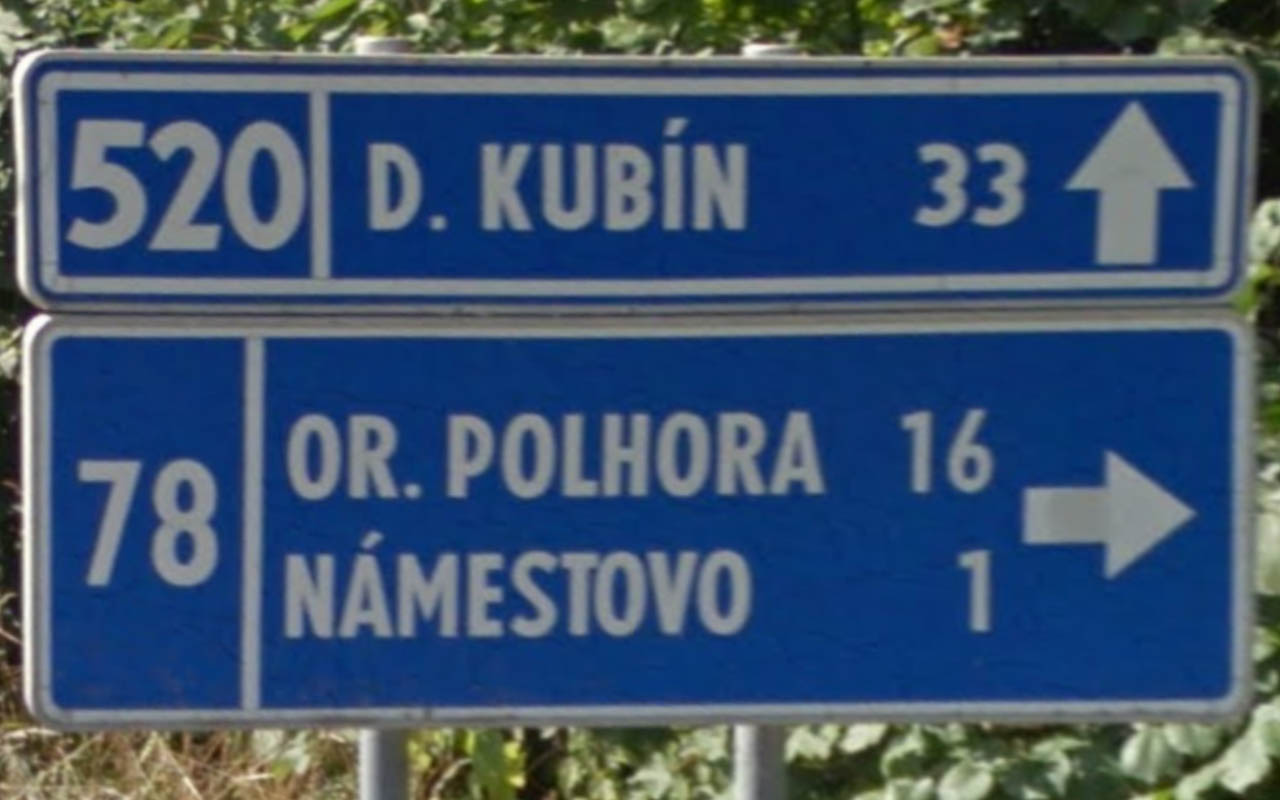 520 D. KUBÍN 33
78
OR. POLHORA 16
NÁMESTOVO 1